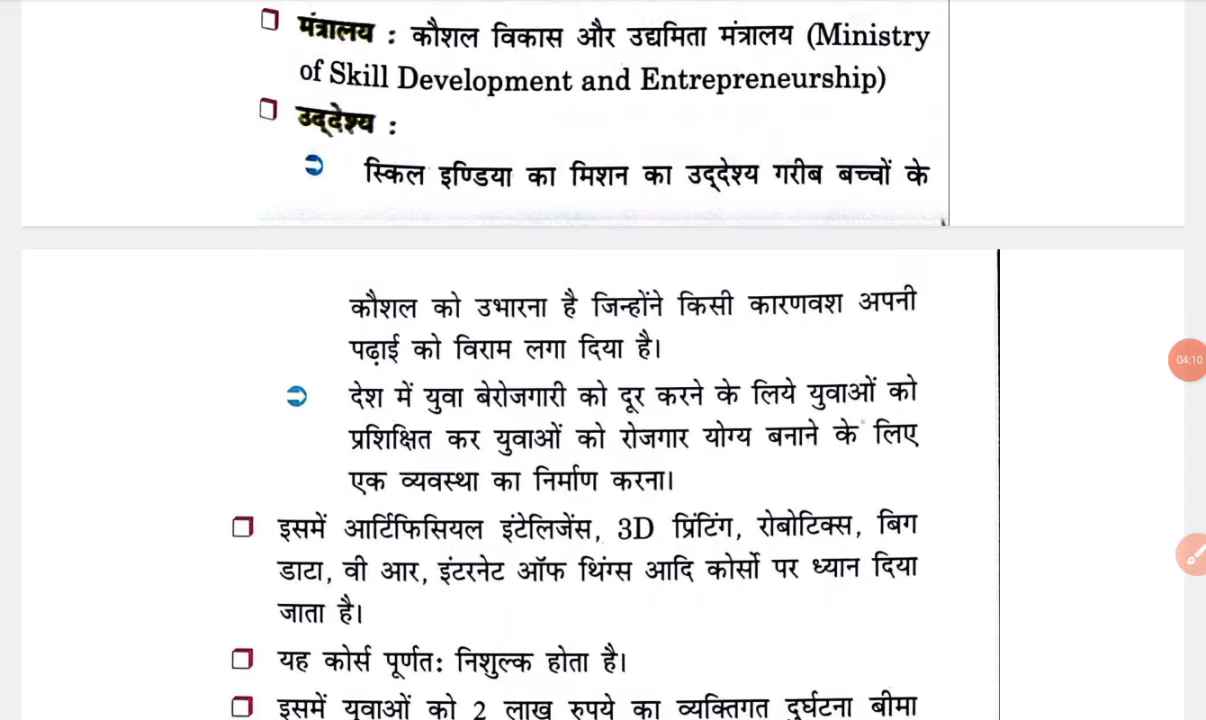 मंत्रालय : कौशल विकास और उद्यमिता मंत्रालय (Ministry
of Skill Development and Entrepreneurship)
उद्देश्य :
स्किल इण्डिया का मिशन का उद्देश्य गरीब बच्चों के
कौशल को उभारना है जिन्होंने किसी कारणवश अपनी
पढ़ाई को विराम लगा दिया है।
देश में युवा बेरोजगारी को दूर करने के लिये युवाओं को
प्रशिक्षित कर युवाओं को रोजगार योग्य बनाने के लिए
एक व्यवस्था का निर्माण करना।
इसमें आर्टिफिसियल इंटेलिजेंस, 3D प्रिंटिंग, रोबोटिक्स, बिग
डाटा, वी आर, इंटरनेट ऑफ थिंग्स आदि कोर्सो पर ध्यान दिया
जाता है।
यह कोर्स पूर्णत: निशुल्क होता है।
इसमें युवाओं को 2 लाख रुपये का व्यक्तिगत दुर्घटना बीमा
04:10